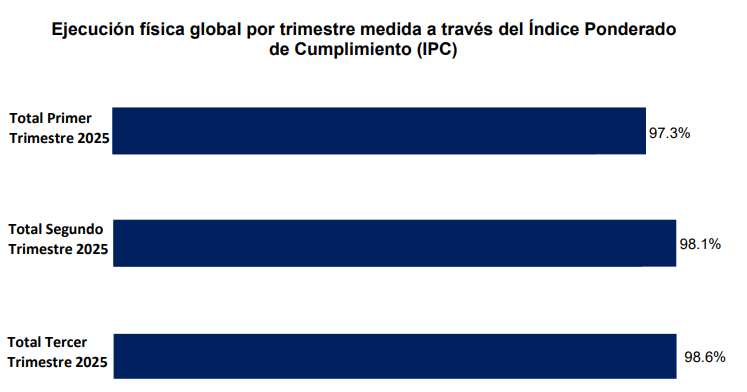 Ejecución física global por trimestre medida a través del Índice Ponderado
de Cumplimiento (IPC)
Total Primer
Trimestre 2025
97.3%
Total Segundo
Trimestre 2025
98.1%
Total Tercer
Trimestre 2025
98.6%